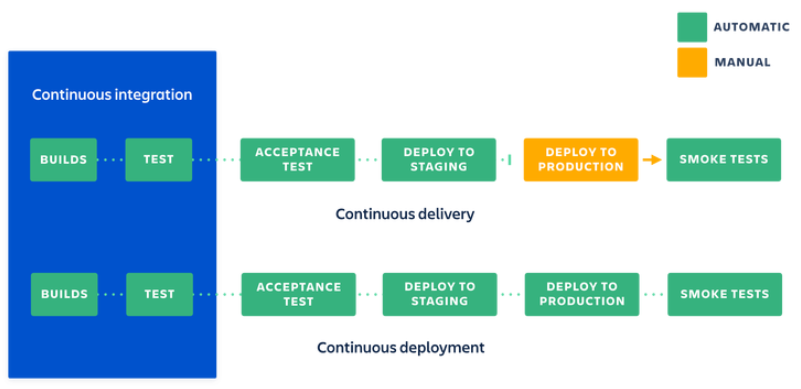 AUTOMATIC
MANUAL
Continuous integration
BUILDS
TEST
ACCEPTANCE
TEST
DEPLOY TO
STAGING
DEPLOY TO
PRODUCTION
SMOKE TESTS
Continuous delivery
BUILDS
TEST
ACCEPTANCE
TEST
DEPLOY TO
STAGING
DEPLOY TO
PRODUCTION
SMOKE TESTS
Continuous deployment